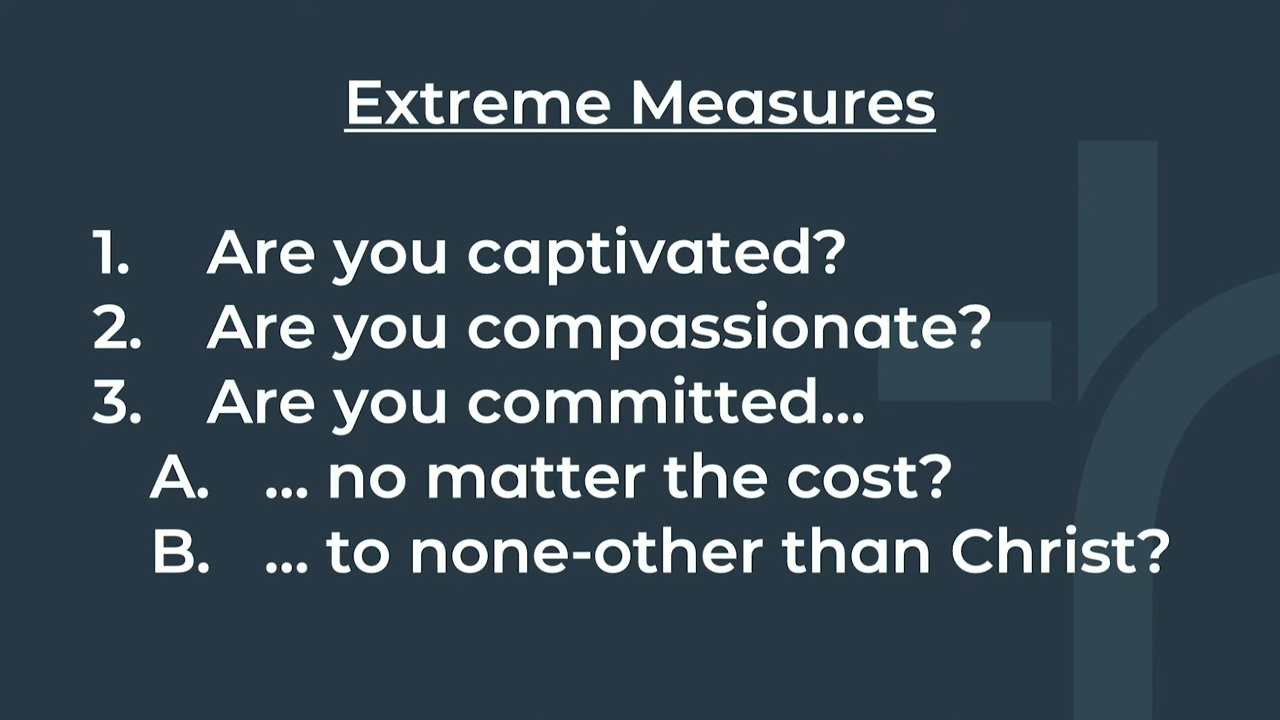 Extreme Measures
1. Are you captivated?
2. Are you compassionate?
3. Are you committed...
A. ... no matter the cost?
B. ... to none-other than Christ?